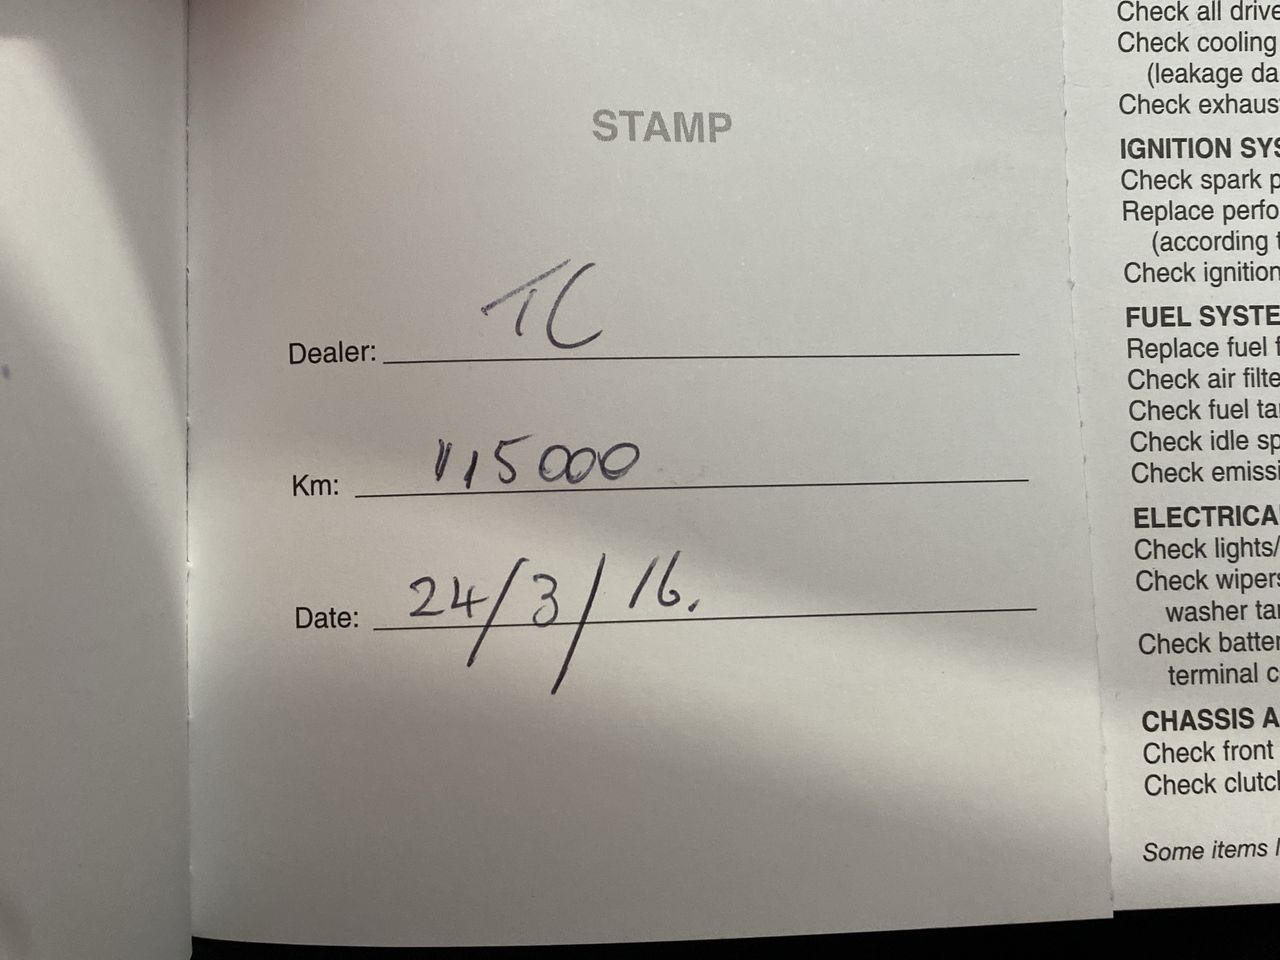 STAMP
Dealer: TC
Km: 115000
Date: 24/3/16.
Check all drive
Check cooling
(leakage da
Check exhaus
IGNITION SYS
Check spark p
Replace perfo
(according t
Check ignition
FUEL SYSTE
Replace fuel f
Check air filte
Check fuel ta
Check idle sp
Check emissi
ELECTRICA
Check lights/
Check wipers
washer ta
Check batter
terminal c
CHASSIS A
Check front
Check clutc
Some items l